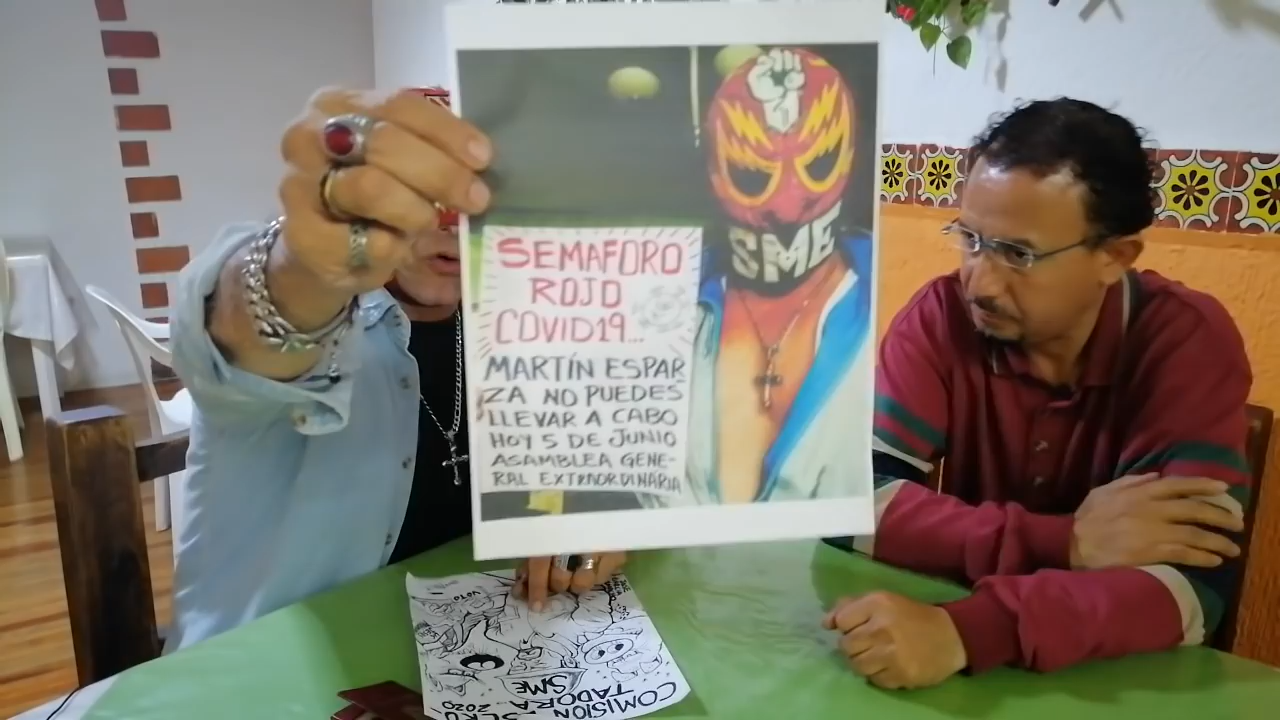 SME
SEMAFORO
ROJO
COVID19...
MARTÍN ESPAR
ZA NO PUEDES
LLEVAR A CABO
HOY 5 DE JUNIO
ASAMBLEA GENE-
RAL EXTRAORDINARIA
VOTO
COMISION
TADORA
SME
2020